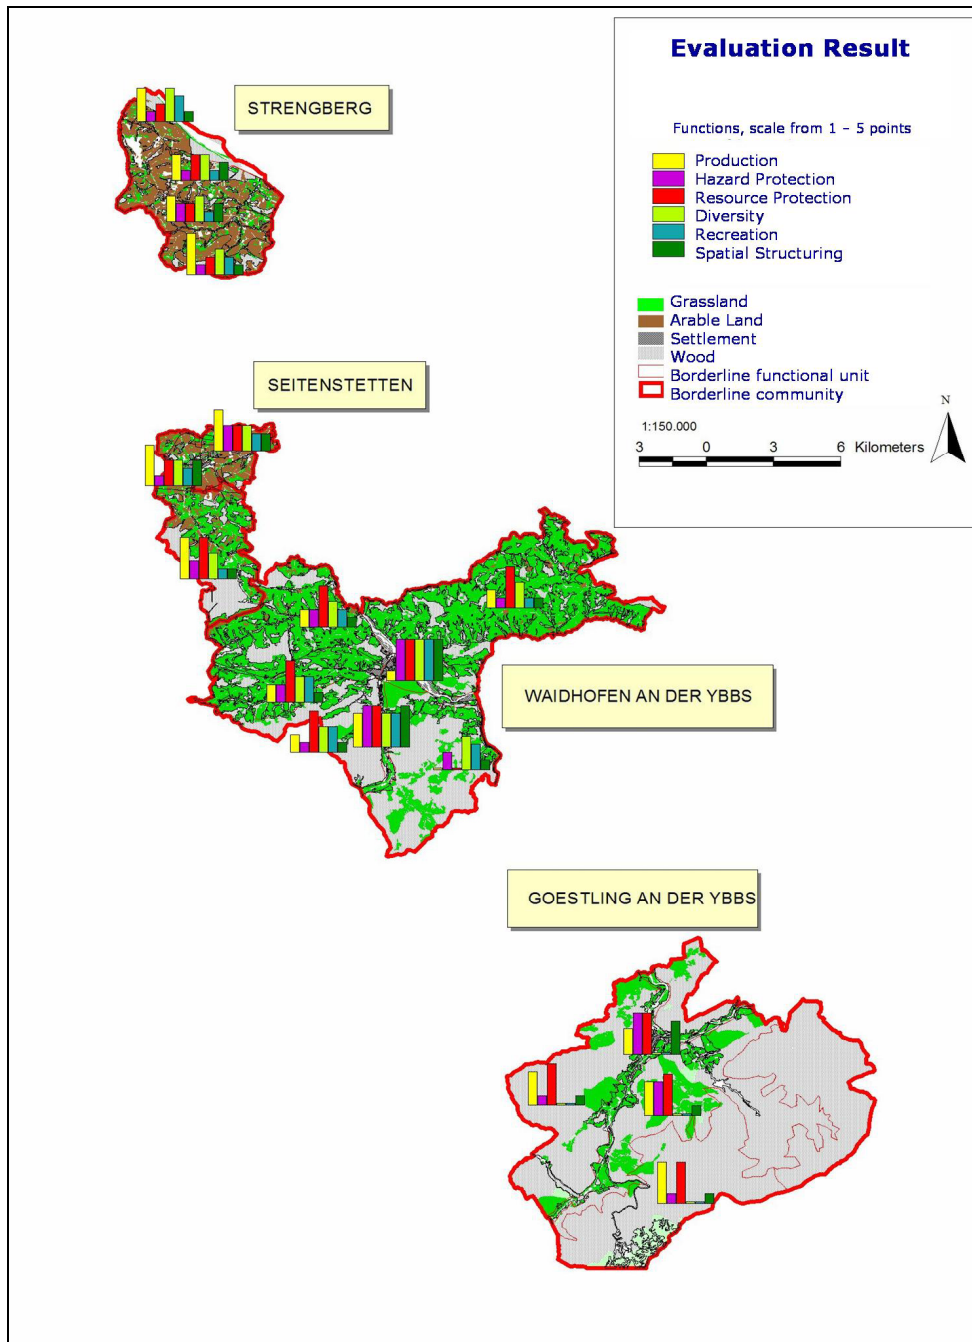 Evaluation Result
STRENGBERG
Functions, scale from 1 – 5 points
Production
Hazard Protection
Resource Protection
Diversity
Recreation
Spatial Structuring
Grassland
Arable Land
Settlement
Wood
Borderline functional unit
Borderline community
SEITENSTETTEN
N
1:150.000
3 0 3 6 Kilometers
WAIDHOFEN AN DER YBBS
GOESTLING AN DER YBBS